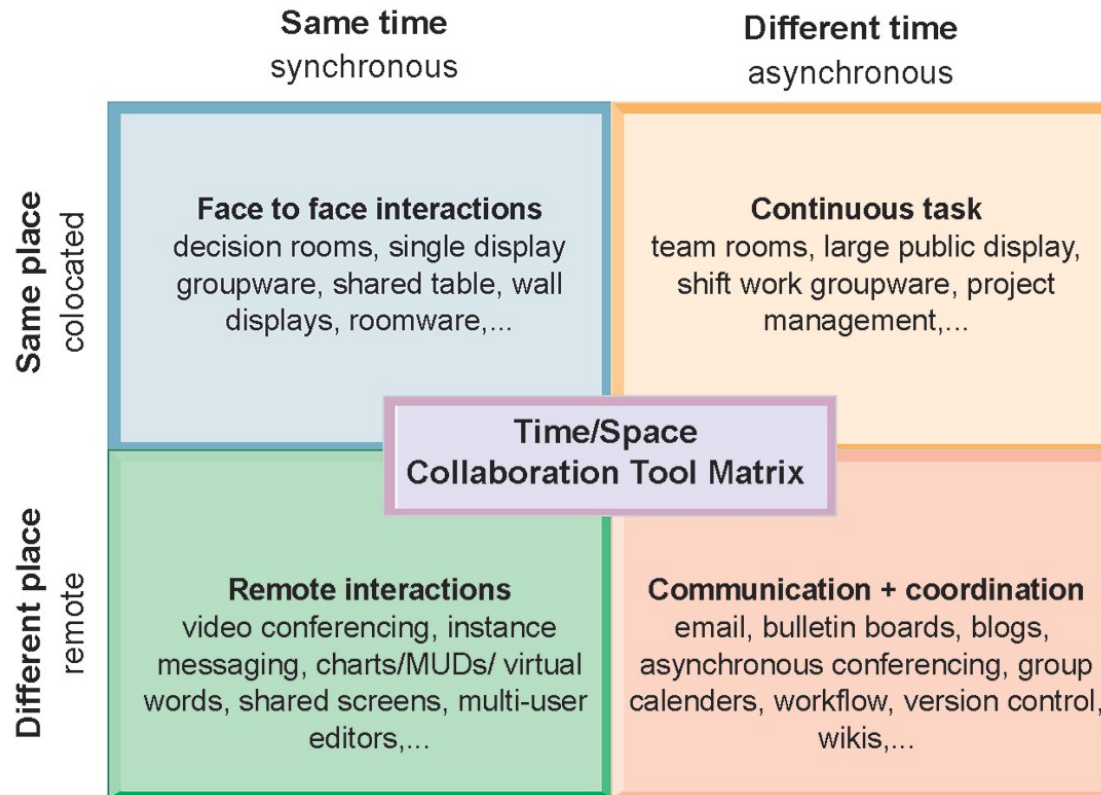 Same time
synchronous
Different time
asynchronous
Same place
colocated
Face to face interactions
decision rooms, single display
groupware, shared table, wall
displays, roomware,...
Continuous task
team rooms, large public display,
shift work groupware, project
management,...
Time/Space
Collaboration Tool Matrix
Different place
remote
Remote interactions
video conferencing, instance
messaging, charts/MUDs/ virtual
words, shared screens, multi-user
editors,...
Communication + coordination
email, bulletin boards, blogs,
asynchronous conferencing, group
calenders, workflow, version control,
wikis,...